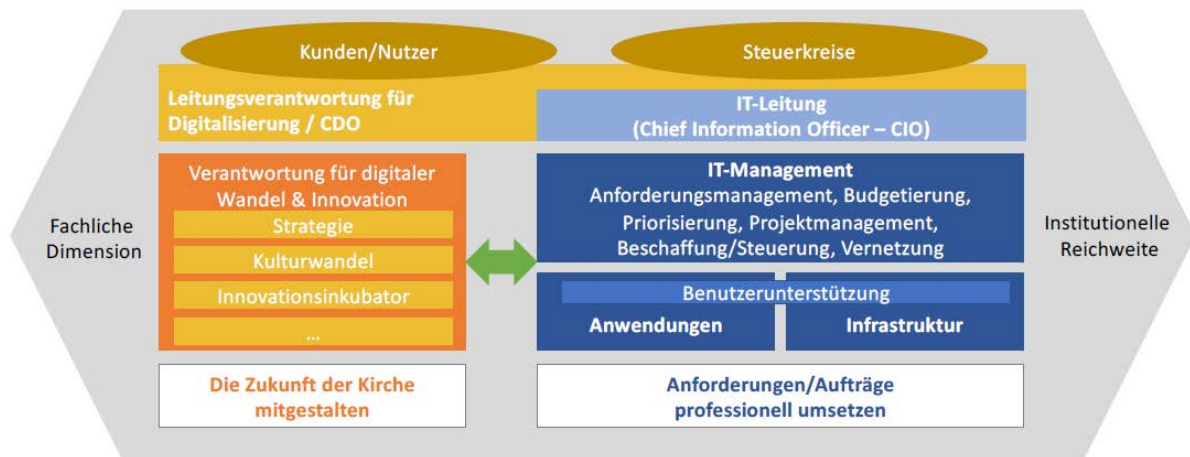 Kunden/Nutzer
Steuerkreise
Leitungsverantwortung für
Digitalisierung / CDO
IT-Leitung
(Chief Information Officer – CIO)
Fachliche
Dimension
Verantwortung für digitaler
Wandel & Innovation
Strategie
Kulturwandel
Innovationsinkubator
...
IT-Management
Anforderungsmanagement, Budgetierung,
Priorisierung, Projektmanagement,
Beschaffung/Steuerung, Vernetzung
Benutzerunterstützung
Anwendungen
Infrastruktur
Institutionelle
Reichweite
Die Zukunft der Kirche
mitgestalten
Anforderungen/Aufträge
professionell umsetzen